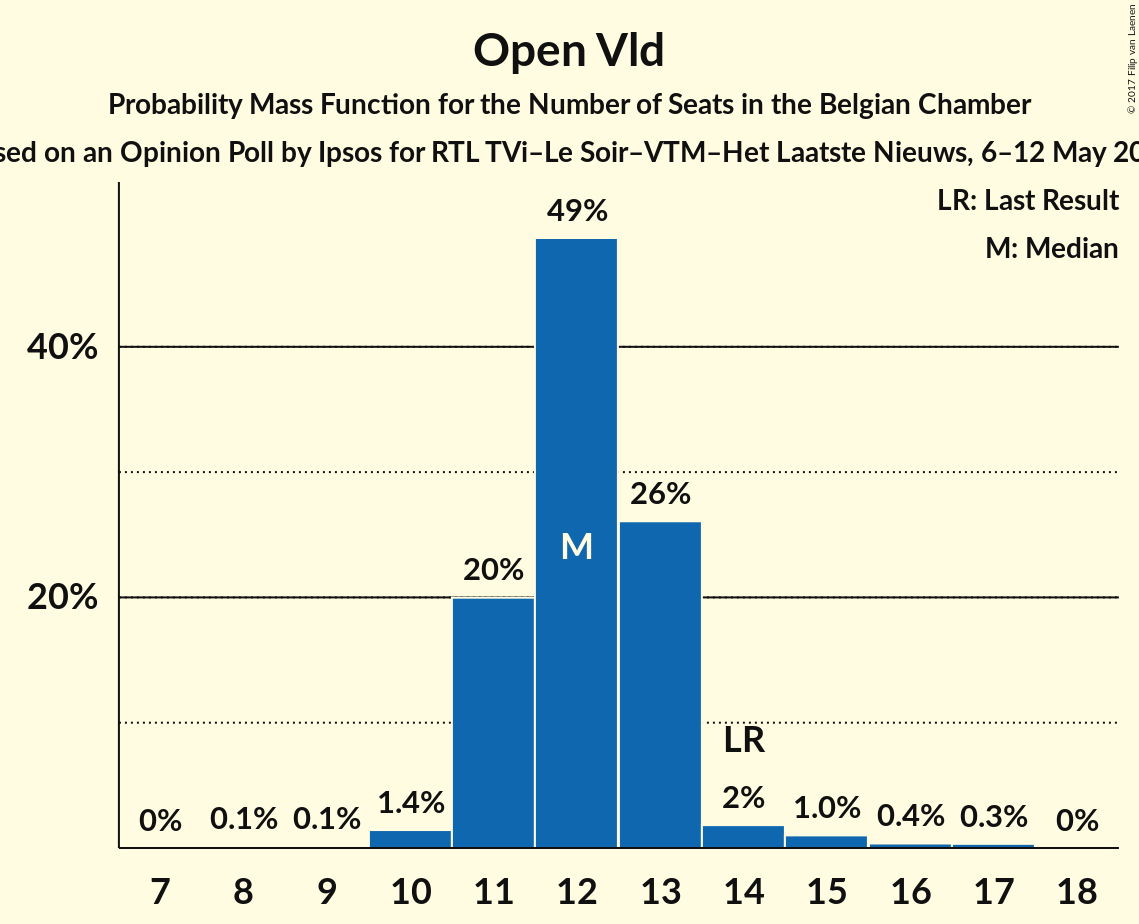 Open Vld
Probability Mass Function for the Number of Seats in the Belgian Chamber
on an Opinion Poll by Ipsos for RTL TVi–Le Soir–VTM–Het Laatste Nieuws, 6–12 May
© 2017 Filip van Laenen
LR: Last Result
M: Median
49%
40%
26%
M
20%
20%
LR
0%
0.1%
0.1%
1.4%
2%
1.0%
0.4%
0.3%
0%
7 8 9 10 11 12 13 14 15 16 17 18